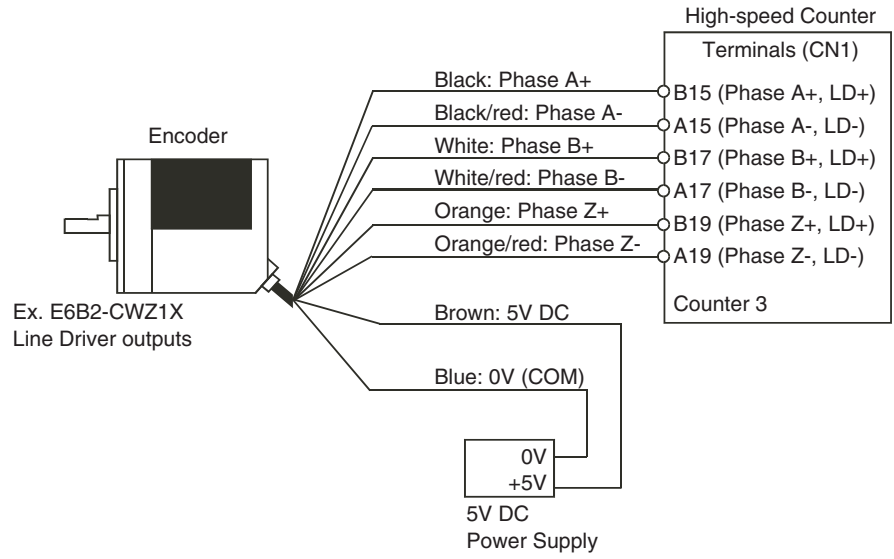 High-speed Counter
Terminals (CN1)
Black: Phase A+
B15 (Phase A+, LD+)
Black/red: Phase A-
A15 (Phase A-, LD-)
Encoder
White: Phase B+
B17 (Phase B+, LD+)
White/red: Phase B-
A17 (Phase B-, LD-)
Orange: Phase Z+
B19 (Phase Z+, LD+)
Orange/red: Phase Z-
A19 (Phase Z-, LD-)
Ex. E6B2-CWZ1X
Line Driver outputs
Brown: 5V DC
Counter 3
Blue: 0V (COM)
0V
+5V
5V DC
Power Supply